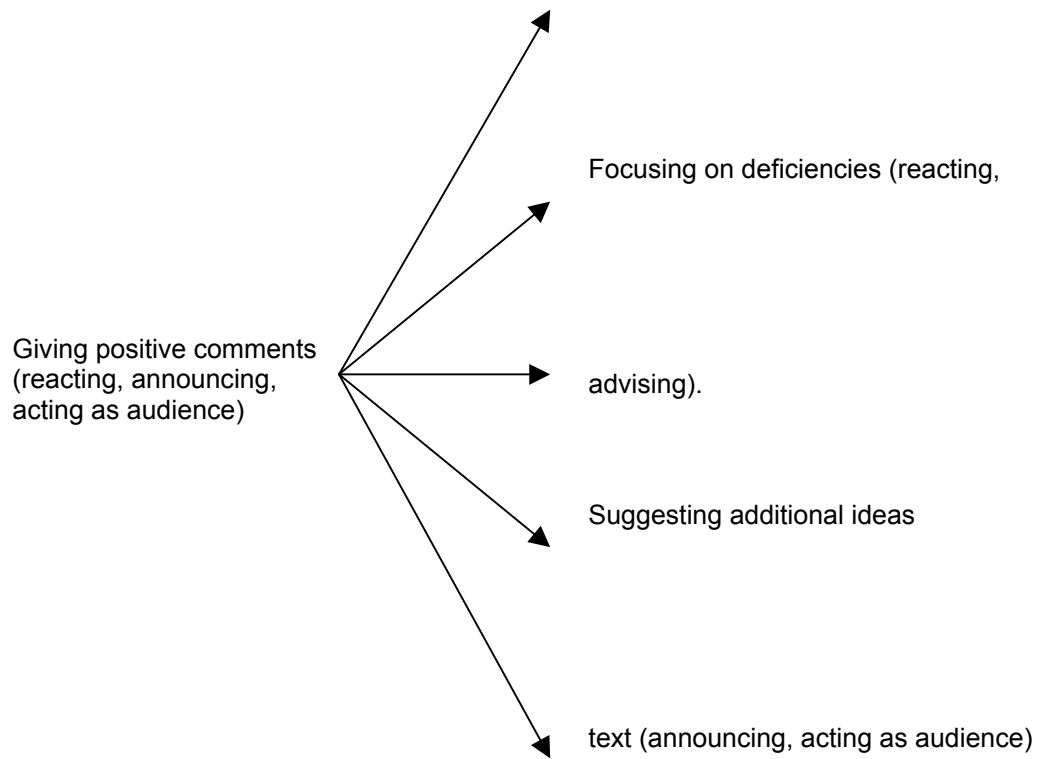 Giving positive comments
(reacting, announcing,
acting as audience)
Focusing on deficiencies (reacting,
advising).
Suggesting additional ideas
text (announcing, acting as audience)